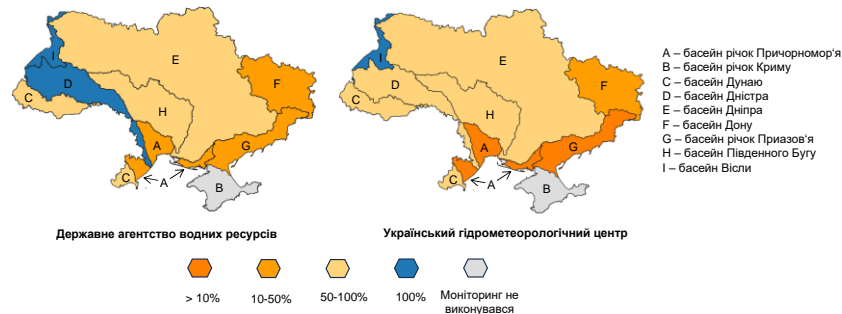 I
E
D
C
F
H
A
G
C
A
B
I
E
D
C
F
H
A
G
C
A
B
A – басейн річок Причорномор'я
B – басейн річок Криму
C – басейн Дунаю
D – басейн Дністра
E – басейн Дніпра
F – басейн Дону
G – басейн річок Приазов'я
H – басейн Південного Бугу
I – басейн Вісли
Державне агентство водних ресурсів
Український гідрометеорологічний центр
> 10%
10-50%
50-100%
100%
Моніторинг не
виконувався